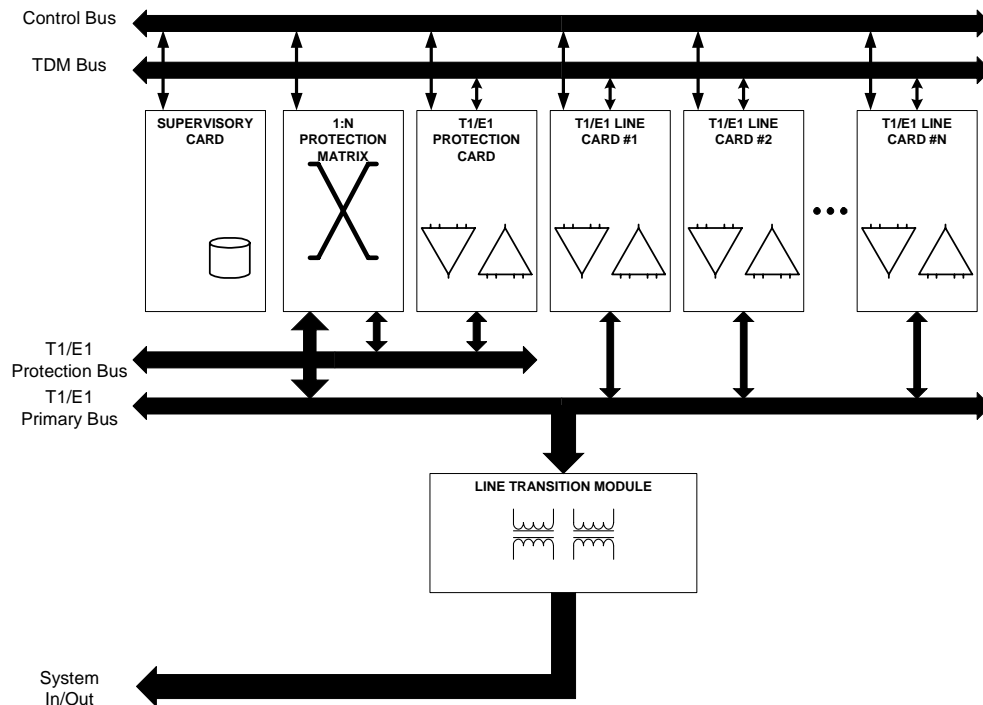 Control Bus
TDM Bus
SUPERVISORY
CARD
1:N
PROTECTION
MATRIX
T1/E1
PROTECTION
CARD
T1/E1 LINE
CARD #1
T1/E1 LINE
CARD #2
T1/E1 LINE
CARD #N
T1/E1
Protection Bus
T1/E1
Primary Bus
LINE TRANSITION MODULE
System
In/Out